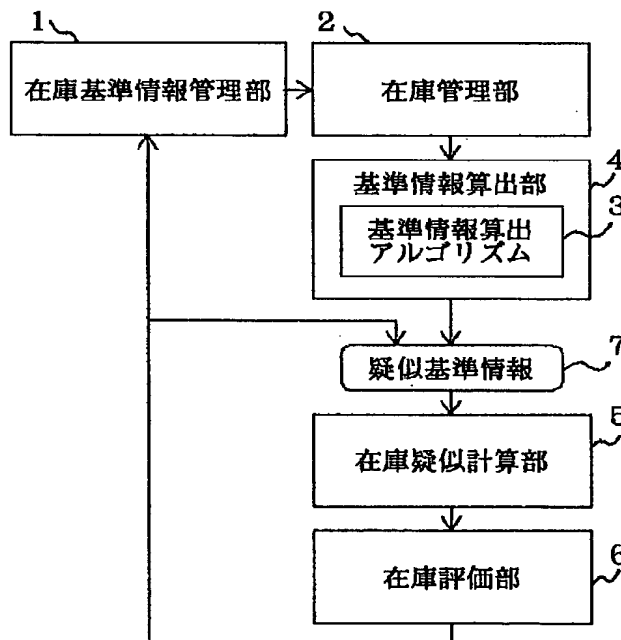 1
在庫基準情報管理部
2
在庫管理部
4
基準情報算出部
3
基準情報算出
アルゴリズム
7
疑似基準情報
5
在庫疑似計算部
6
在庫評価部